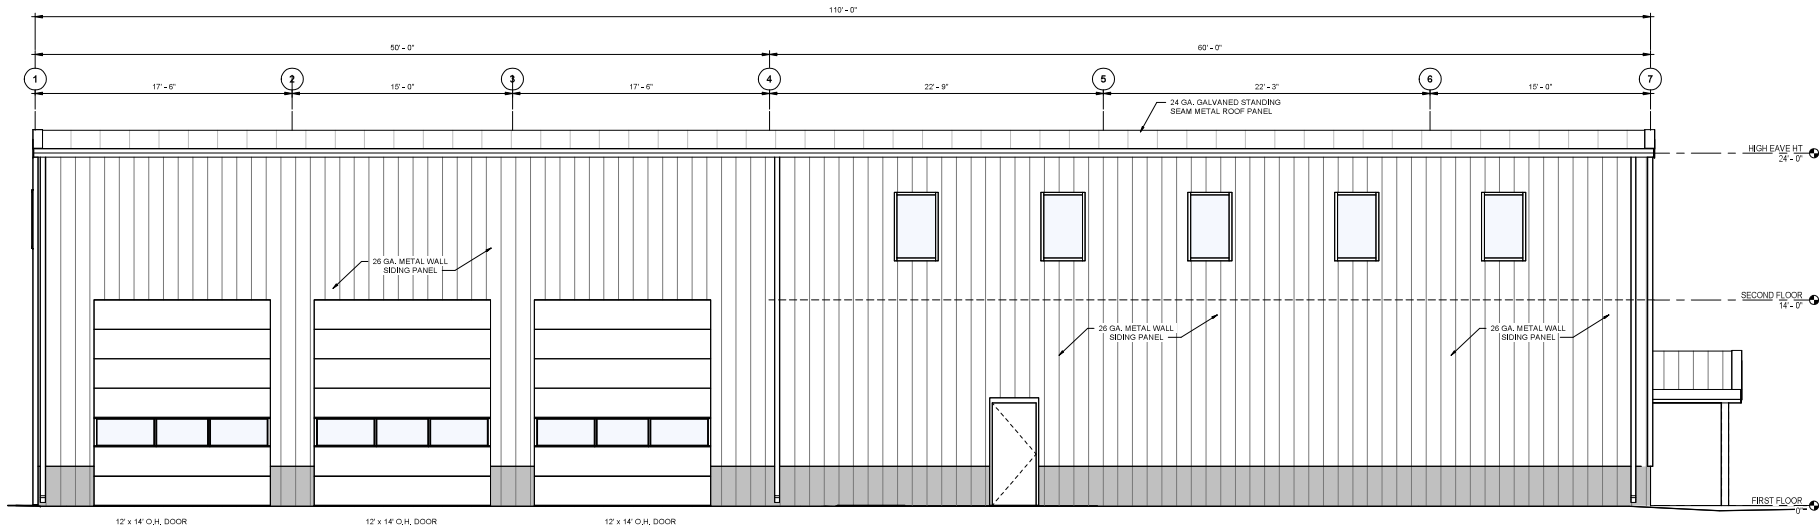 110' - 0"
50' - 0"
60' - 0"
1
2
3
4
5
6
7
17' - 6"
15' - 0"
17' - 6"
22' - 9"
22' - 3"
15' - 0"
24 GA. GALVANED STANDING
SEAM METAL ROOF PANEL
HIGH EAVE HT
24' - 0"
26 GA. METAL WALL
SIDING PANEL
SECOND FLOOR
14' - 0"
26 GA. METAL WALL
SIDING PANEL
26 GA. METAL WALL
SIDING PANEL
FIRST FLOOR
0"
12' x 14' O.H. DOOR
12' x 14' O.H. DOOR
12' x 14' O.H. DOOR